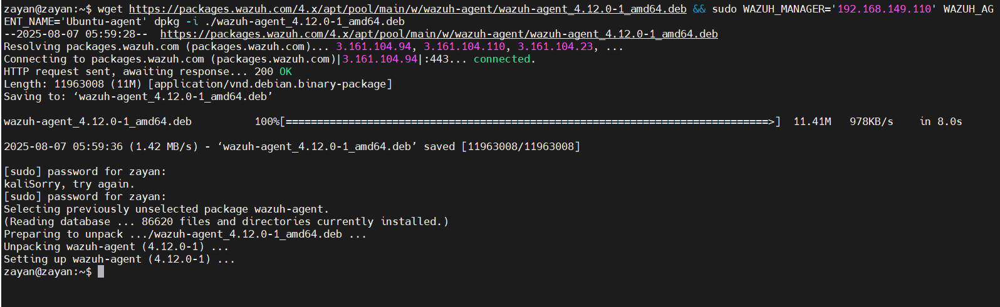 zayan@zayan:~$ wget https://packages.wazuh.com/4.x/apt/pool/main/w/wazuh-agent/wazuh-agent_4.12.0-1_amd64.deb && sudo WAZUH_MANAGER='192.168.149.110' WAZUH_AG
ENT_NAME='Ubuntu-agent' dpkg -i ./wazuh-agent_4.12.0-1_amd64.deb
--2025-08-07 05:59:28--  https://packages.wazuh.com/4.x/apt/pool/main/w/wazuh-agent/wazuh-agent_4.12.0-1_amd64.deb
Resolving packages.wazuh.com (packages.wazuh.com)... 3.161.104.94, 3.161.104.110, 3.161.104.23, ...
Connecting to packages.wazuh.com (packages.wazuh.com)|3.161.104.94|:443... connected.
HTTP request sent, awaiting response... 200 OK
Length: 11963008 (11M) [application/vnd.debian.binary-package]
Saving to: ‘wazuh-agent_4.12.0-1_amd64.deb’
wazuh-agent_4.12.0-1_amd64.deb          100%[=============================================================================>]  11.41M   978KB/s    in 8.0s
2025-08-07 05:59:36 (1.42 MB/s) - ‘wazuh-agent_4.12.0-1_amd64.deb’ saved [11963008/11963008]
[sudo] password for zayan:
kaliSorry, try again.
[sudo] password for zayan:
Selecting previously unselected package wazuh-agent.
(Reading database ... 86620 files and directories currently installed.)
Preparing to unpack .../wazuh-agent_4.12.0-1_amd64.deb ...
Unpacking wazuh-agent (4.12.0-1) ...
Setting up wazuh-agent (4.12.0-1) ...
zayan@zayan:~$